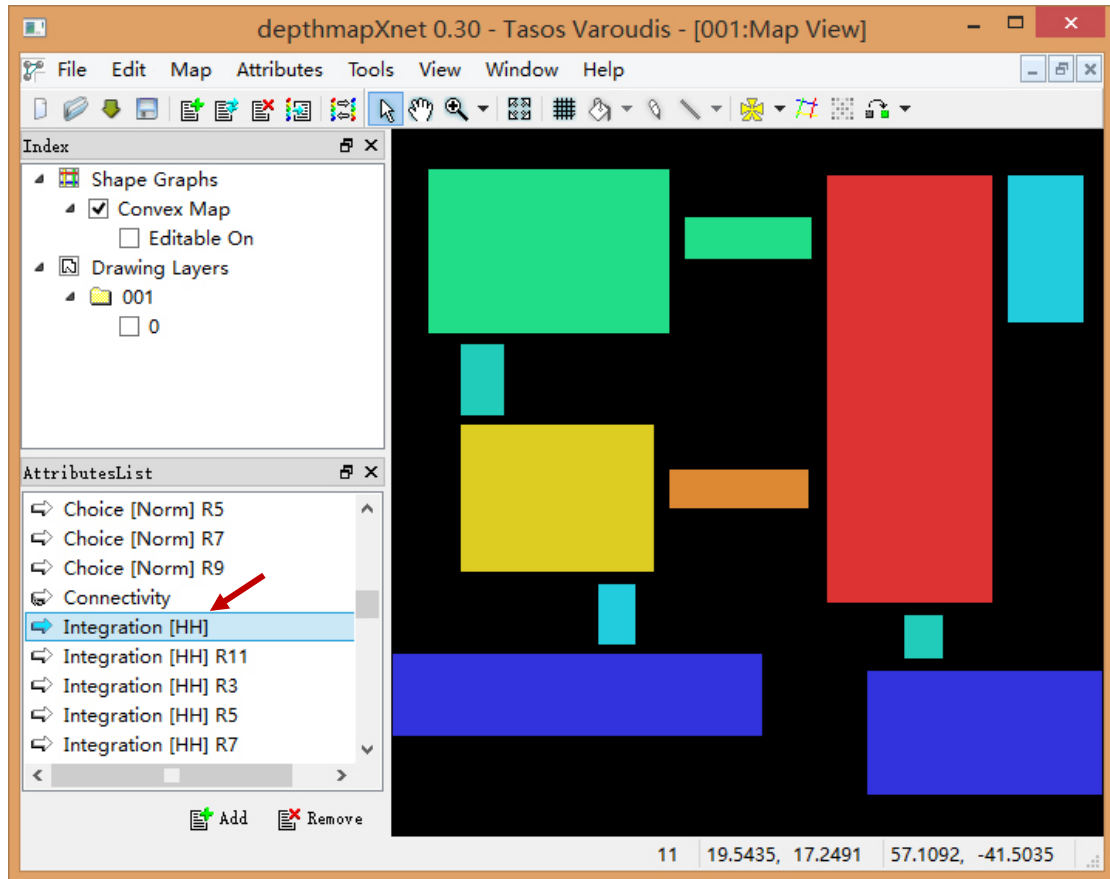 depthmapXnet 0.30 - Tasos Varoudis - [001:Map View]
File Edit Map Attributes Tools View Window Help
Index
Shape Graphs
Convex Map
Editable On
Drawing Layers
001
0
AttributesList
Choice [Norm] R5
Choice [Norm] R7
Choice [Norm] R9
Connectivity
Integration [HH]
Integration [HH] R11
Integration [HH] R3
Integration [HH] R5
Integration [HH] R7
Add Remove
11 19.5435, 17.2491 57.1092, -41.5035